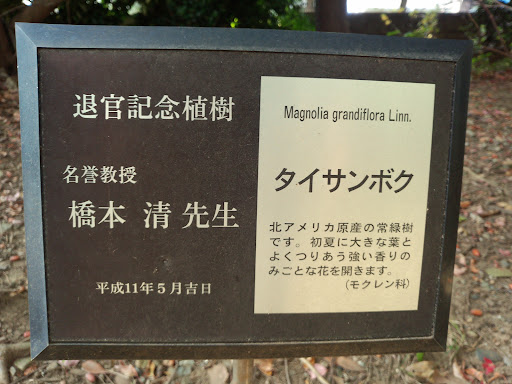 退官記念植樹
名誉教授
橋本 清 先生
平成11年5月吉日
Magnolia grandiflora Linn.
タイサンボク
北アメリカ原産の常緑樹
です。初夏に大きな葉と
よくつりあう強い香りの
みごとな花を開きます。
(モクレン科)